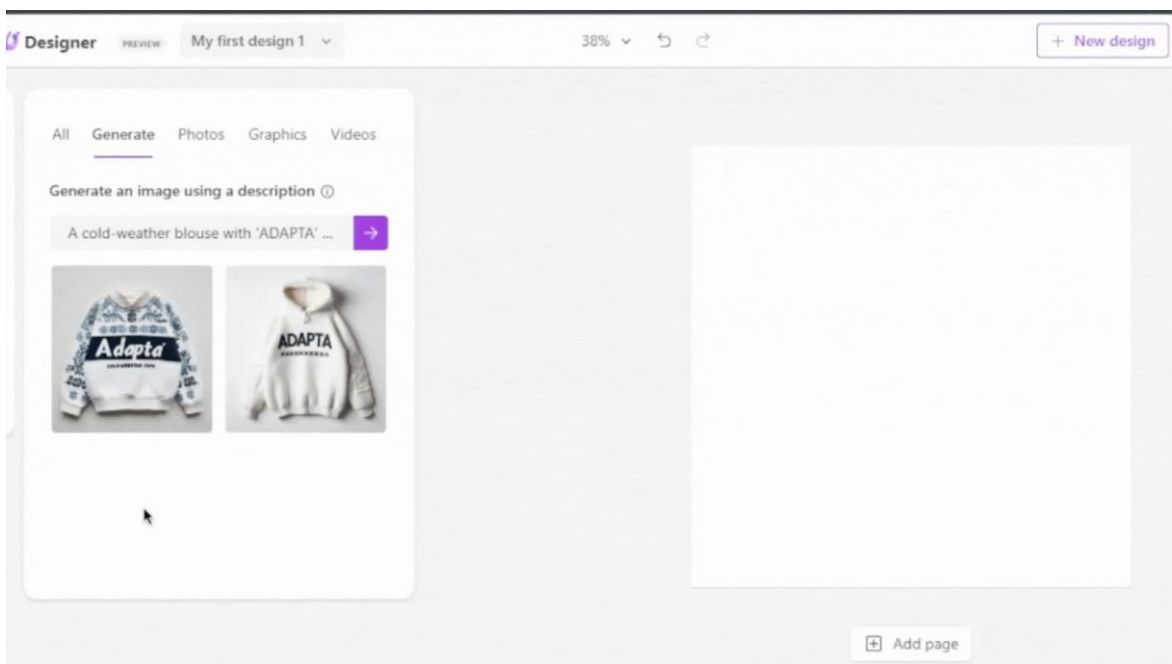 Designer PREVIEW My first design 1 38% + New design
All Generate Photos Graphics Videos
Generate an image using a description
A cold-weather blouse with 'ADAPTA' ...
Adapta
ADAPTA
Add page